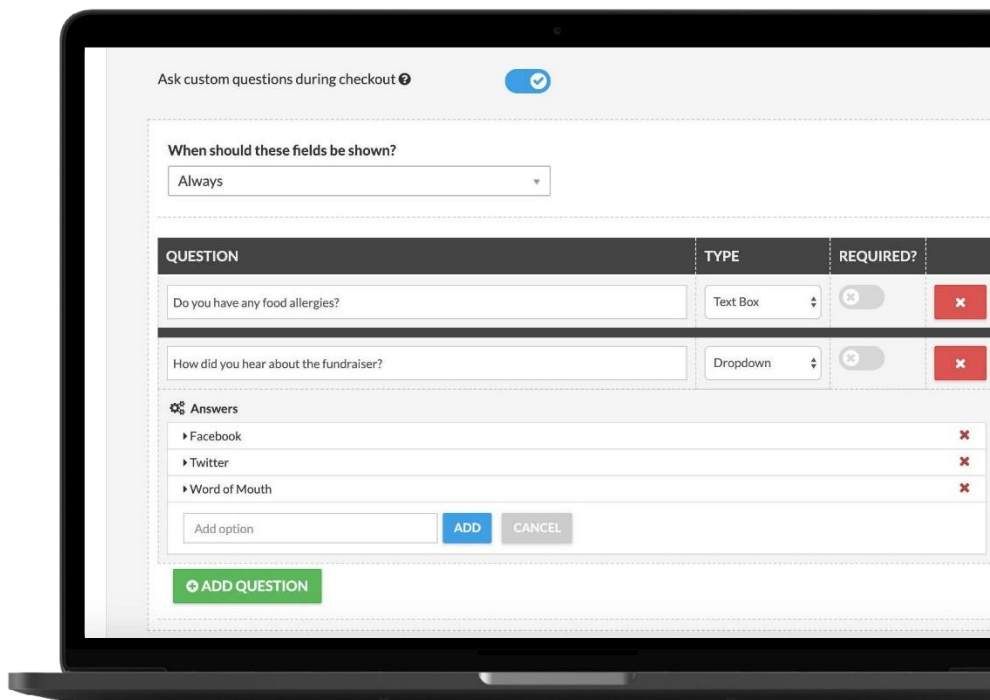 Ask custom questions during checkout
When should these fields be shown?
Always
QUESTION TYPE REQUIRED?
Do you have any food allergies? Text Box
How did you hear about the fundraiser? Dropdown
Answers
Facebook
Twitter
Word of Mouth
Add option ADD CANCEL
ADD QUESTION